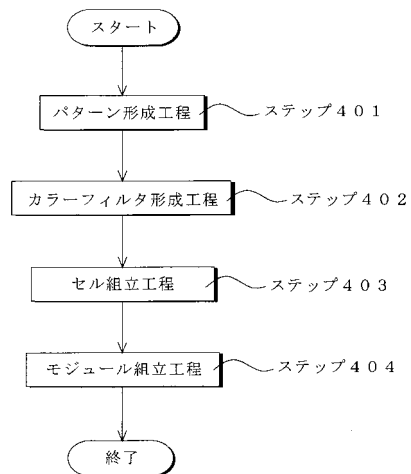 スタート
パターン形成工程 ステップ401
カラーフィルタ形成工程 ステップ402
セル組立工程 ステップ403
モジュール組立工程 ステップ404
終了